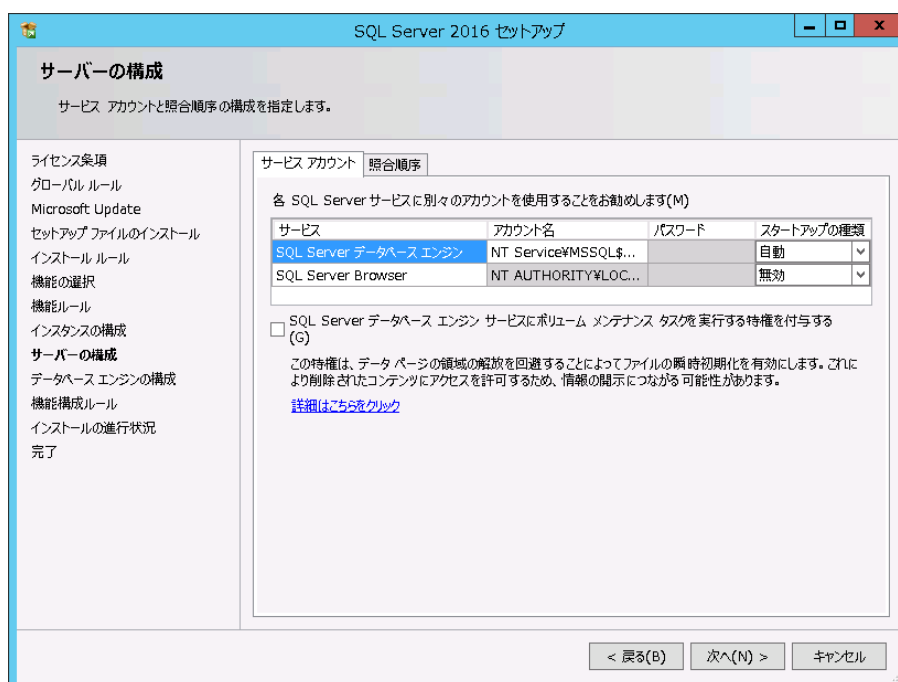 SQL Server 2016 セットアップ
サーバーの構成
サービス アカウントと照合順序の構成を指定します。
ライセンス条項
グローバル ルール
Microsoft Update
セットアップ ファイルのインストール
インストール ルール
機能の選択
機能ルール
インスタンスの構成
サーバーの構成
データベース エンジンの構成
機能構成ルール
インストールの進行状況
完了
サービス アカウント 照合順序
各 SQL Server サービスに別々のアカウントを使用することをお勧めします(M)
サービス アカウント名 パスワード スタートアップの種類
SQL Server データベース エンジン NT Service¥MSSQL$... 自動
SQL Server Browser NT AUTHORITY¥LOC... 無効
SQL Server データベース エンジン サービスにボリューム メンテナンス タスクを実行する特権を付与する
(G)
この特権は、データ ページの領域の解放を回避することによってファイルの瞬時初期化を有効にします。これに
より削除されたコンテンツにアクセスを許可するため、情報の開示につながる可能性があります。
詳細はこちらをクリック
< 戻る(B) 次へ(N) > キャンセル